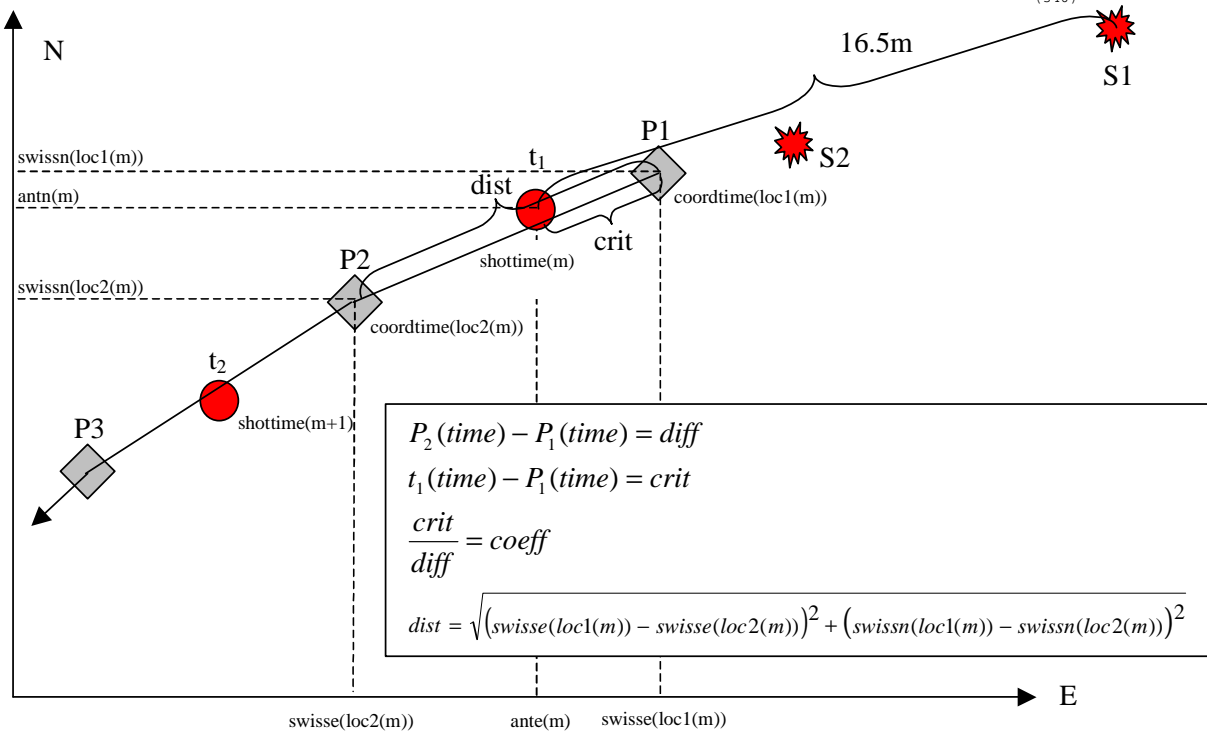 N
16.5m
S1
P1
S2
swissn(loc1(m))
t₁
dist
antn(m)
coordtime(loc1(m))
crit
shottime(m)
P2
swissn(loc2(m))
coordtime(loc2(m))
t₂
shottime(m+1)
P3
P₂(time) − P₁(time) = diff
t₁(time) − P₁(time) = crit
crit/diff = coeff
dist = √((swisse(loc1(m)) − swisse(loc2(m)))² + (swissn(loc1(m)) − swissn(loc2(m)))²)
E
swisse(loc2(m))
ante(m)
swisse(loc1(m))